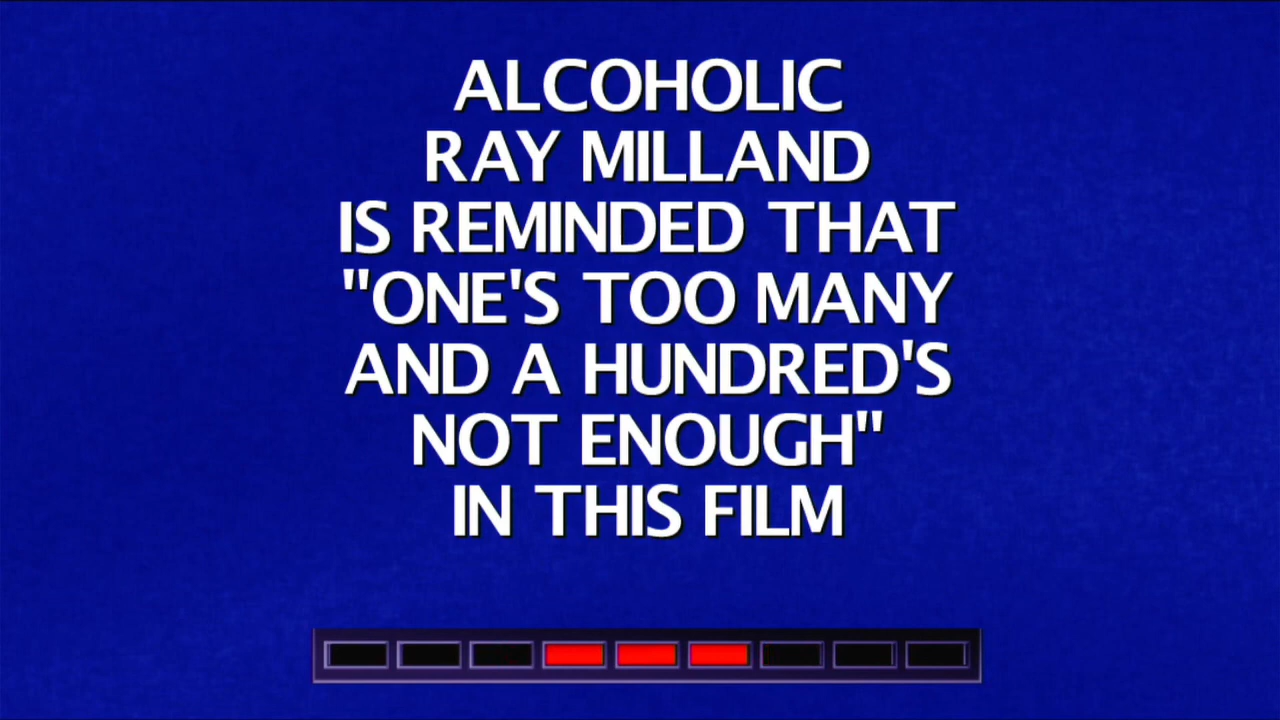 ALCOHOLIC
RAY MILLAND
IS REMINDED THAT
"ONE'S TOO MANY
AND A HUNDRED'S
NOT ENOUGH"
IN THIS FILM